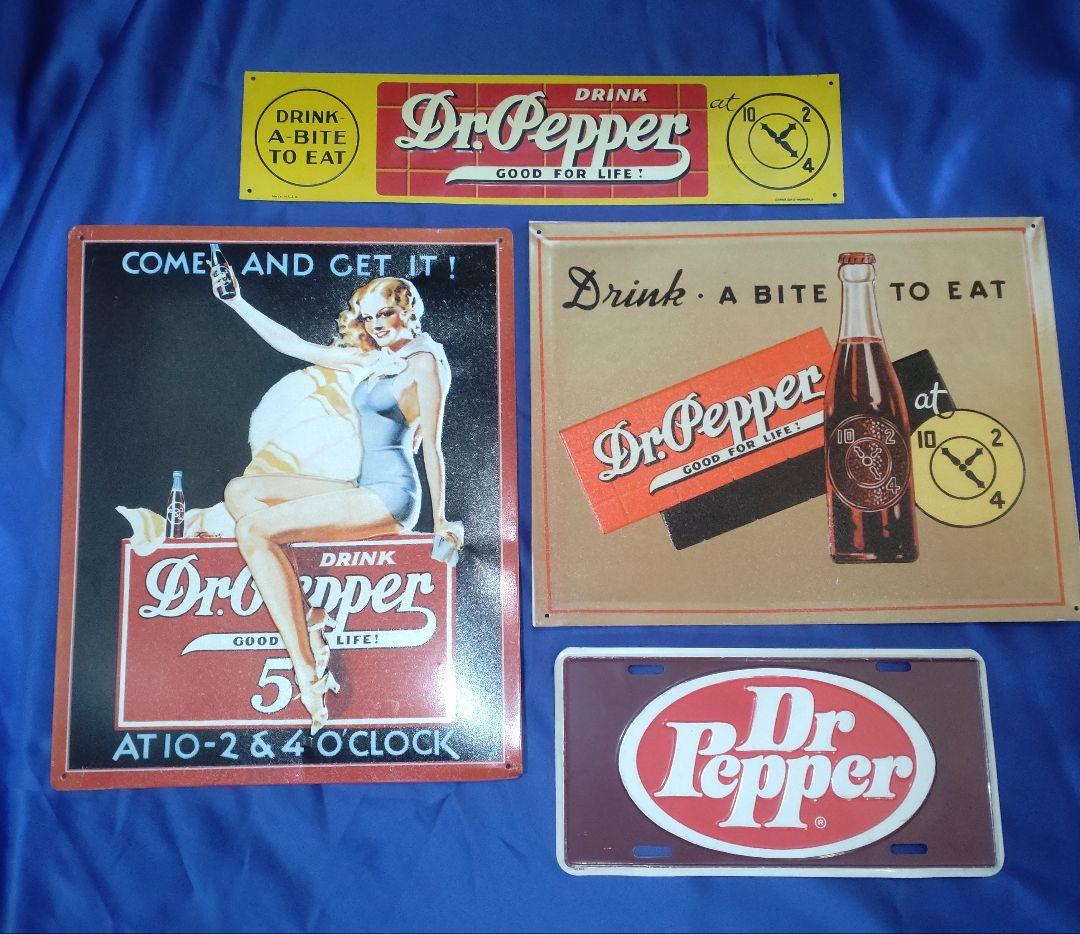 DRINK-
A-BITE
TO EAT
DRINK
Dr. Pepper
GOOD FOR LIFE!
at
10 2
4
COME AND GET IT!
DRINK
Dr. Pepper
GOOD LIFE!
5
AT 10-2 & 4 O'CLOCK
Drink · A BITE TO EAT
Dr. Pepper
GOOD FOR LIFE!
at
10 2
4
10 2
4
Dr
Pepper
®